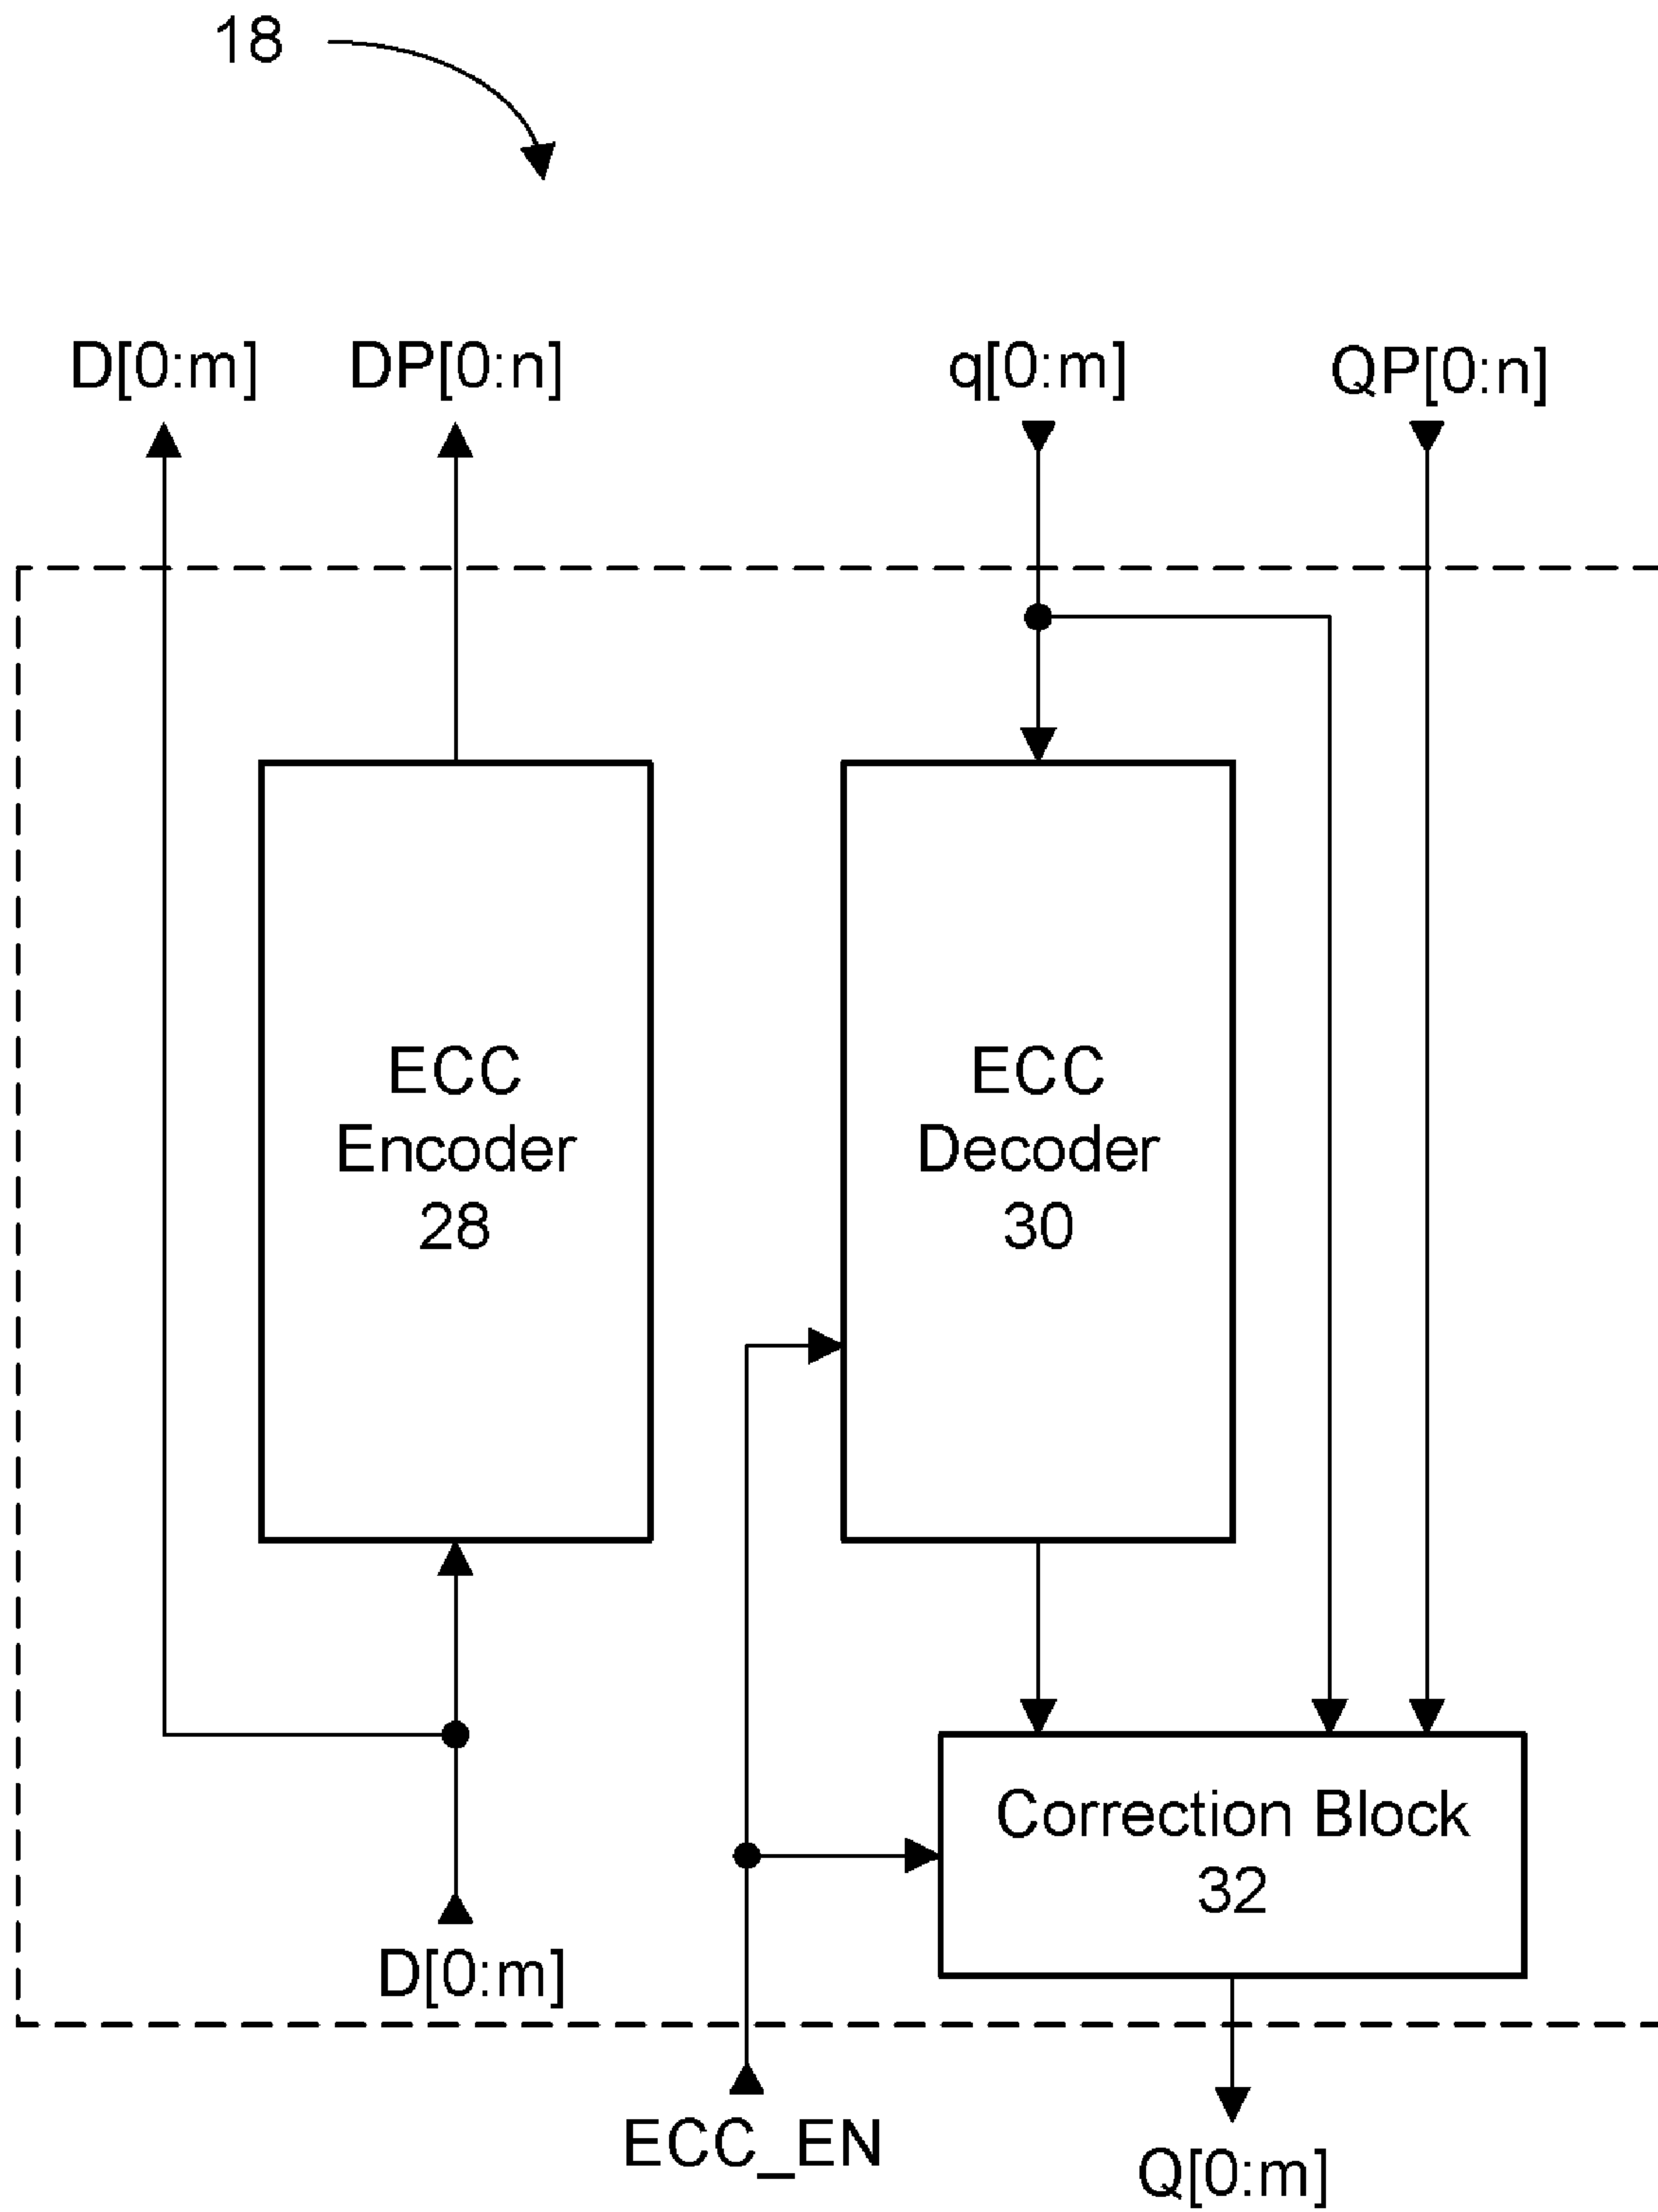 18
D[0:m] DP[0:n] q[0:m] QP[0:n]
ECC
Encoder
28
ECC
Decoder
30
Correction Block
32
D[0:m]
ECC_EN
Q[0:m]